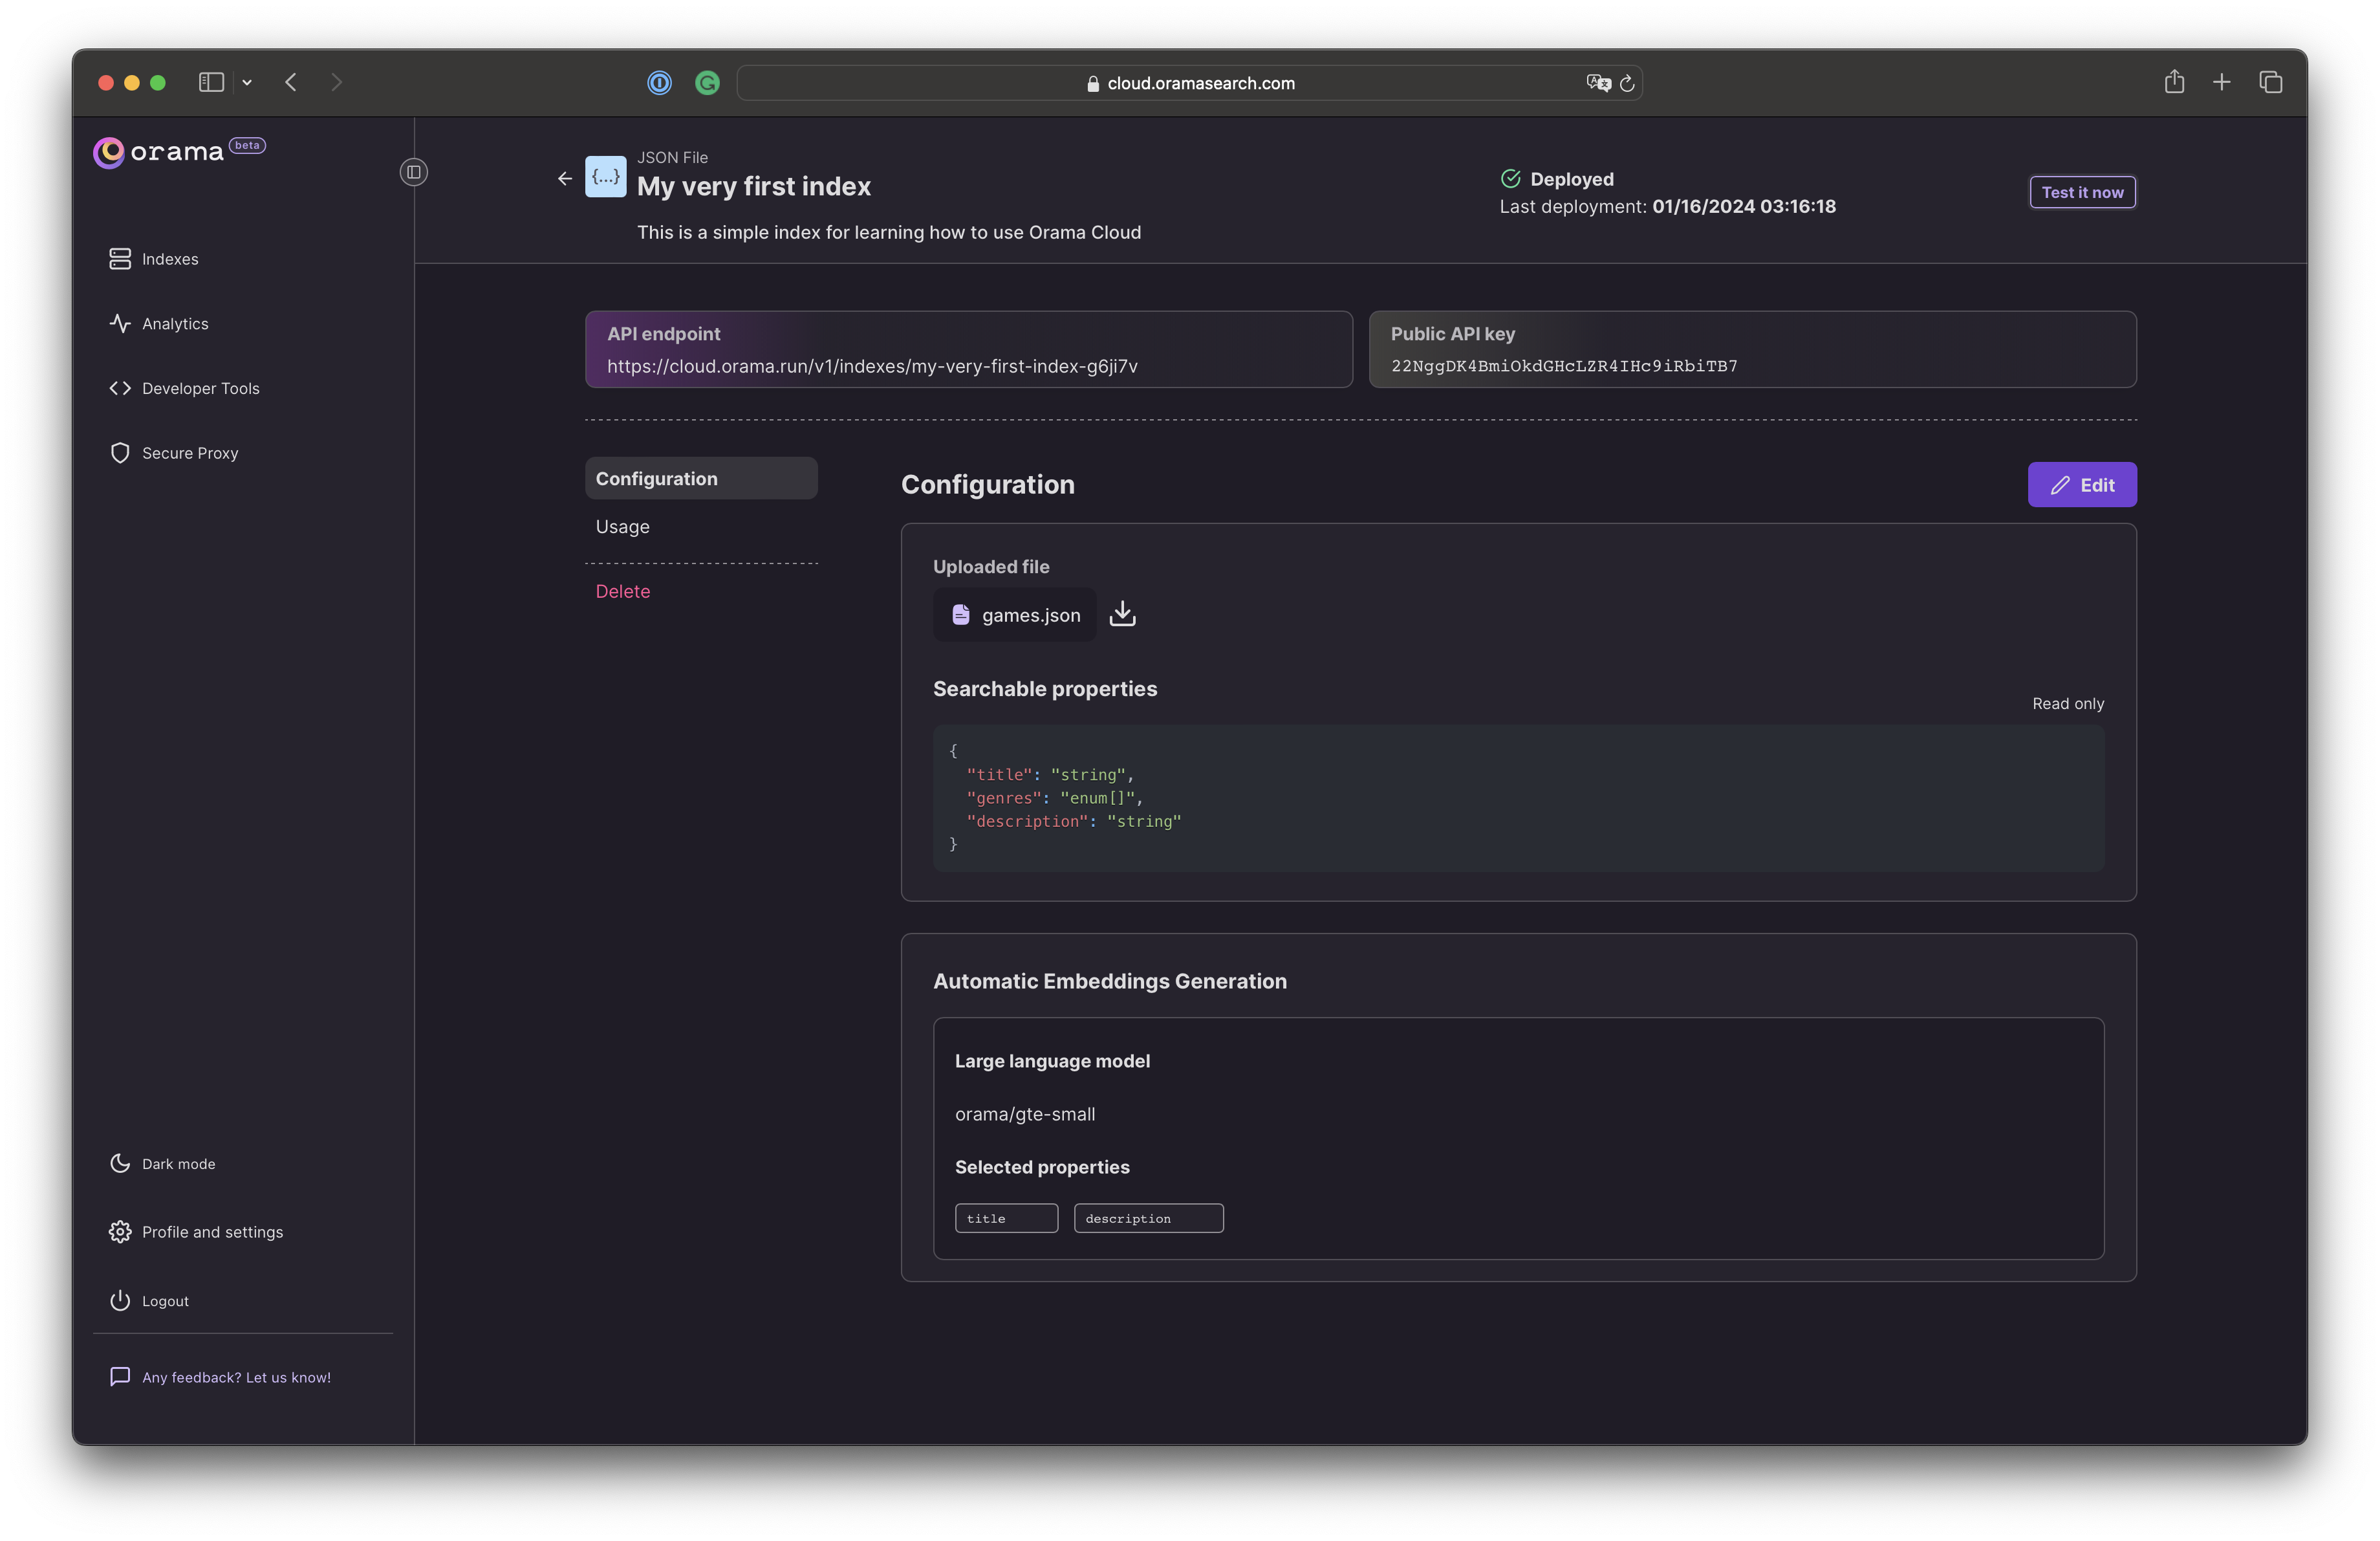 cloud.oramasearch.com
orama beta
Indexes
Analytics
Developer Tools
Secure Proxy
Dark mode
Profile and settings
Logout
Any feedback? Let us know!
{...}
JSON File
My very first index
This is a simple index for learning how to use Orama Cloud
Deployed
Last deployment: 01/16/2024 03:16:18
Test it now
API endpoint
https://cloud.orama.run/v1/indexes/my-very-first-index-g6ji7v
Public API key
22NggDK4BmiOkdGHcLZR4IHc9iRbiTB7
Configuration
Usage
Delete
Configuration
Edit
Uploaded file
games.json
Searchable properties
Read only
{
"title": "string",
"genres": "enum[]",
"description": "string"
}
Automatic Embeddings Generation
Large language model
orama/gte-small
Selected properties
title
description